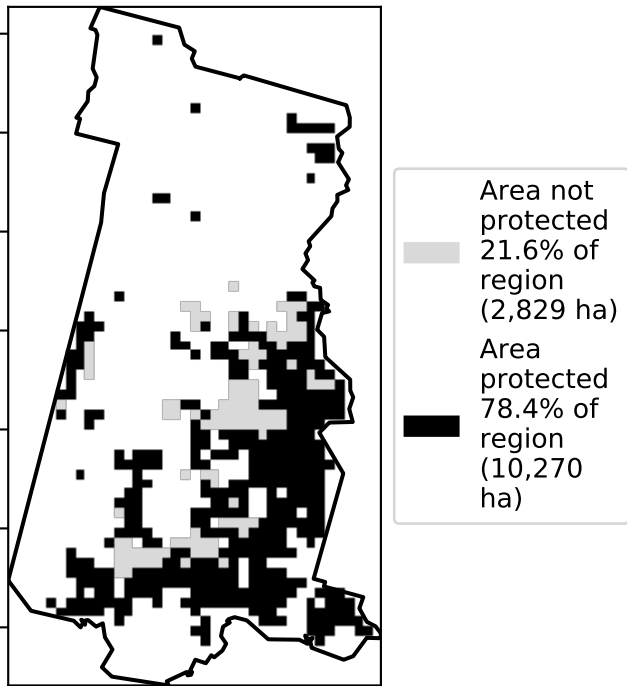 Area not
protected
21.6% of
region
(2,829 ha)
Area
protected
78.4% of
region
(10,270
ha)